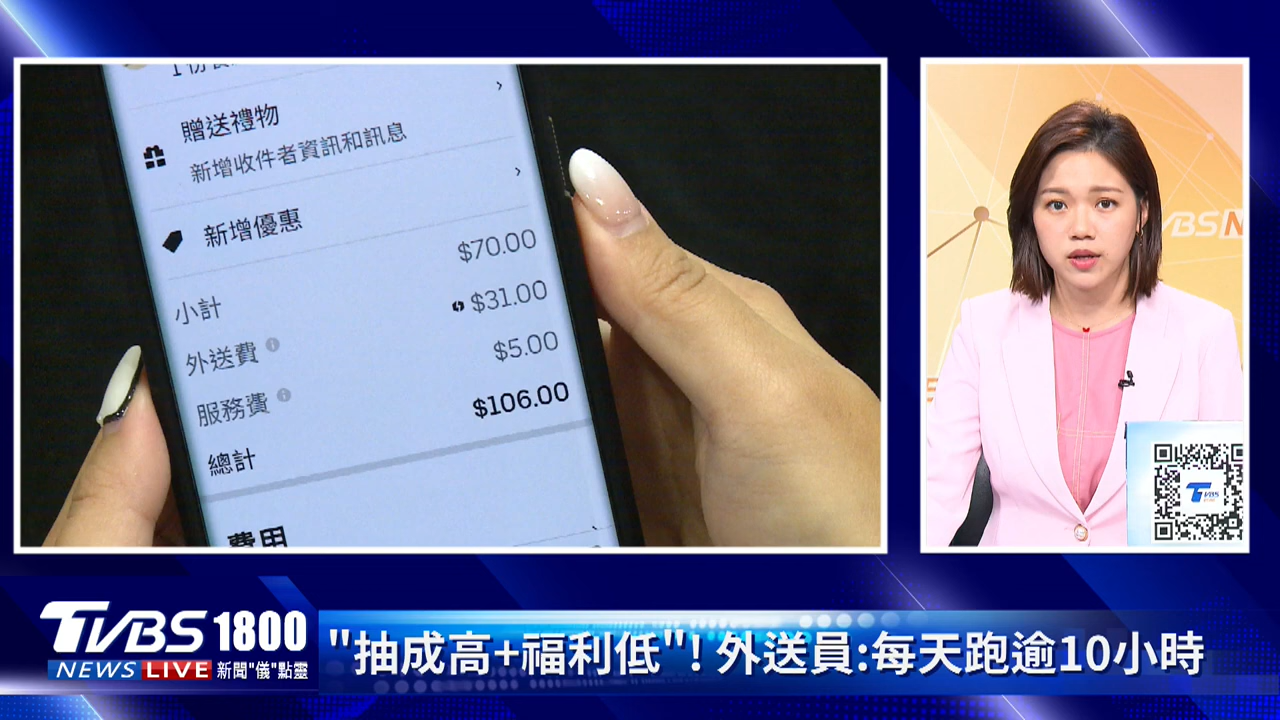 贈送禮物
新增收件者資訊和訊息
新增優惠
小計 $70.00
外送費 $31.00
服務費 $5.00
總計 $106.00
費用
TVBS
TVBS 1800
NEWS LIVE 新聞"儀"點靈
"抽成高+福利低"! 外送員:每天跑逾10小時